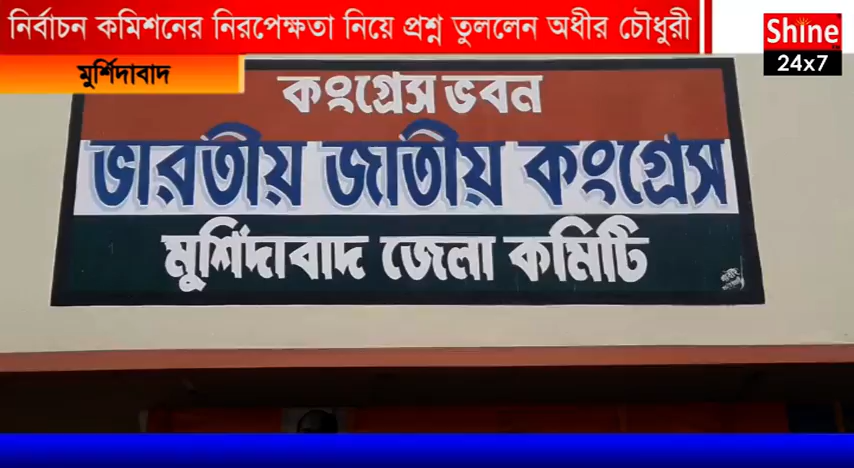 নির্বাচন কমিশনের নিরপেক্ষতা নিয়ে প্রশ্ন তুললেন অধীর চৌধুরী
Shine
24x7
মুর্শিদাবাদ
কংগ্রেস ভবন
ভারতীয় জাতীয় কংগ্রেস
মুর্শিদাবাদ জেলা কমিটি